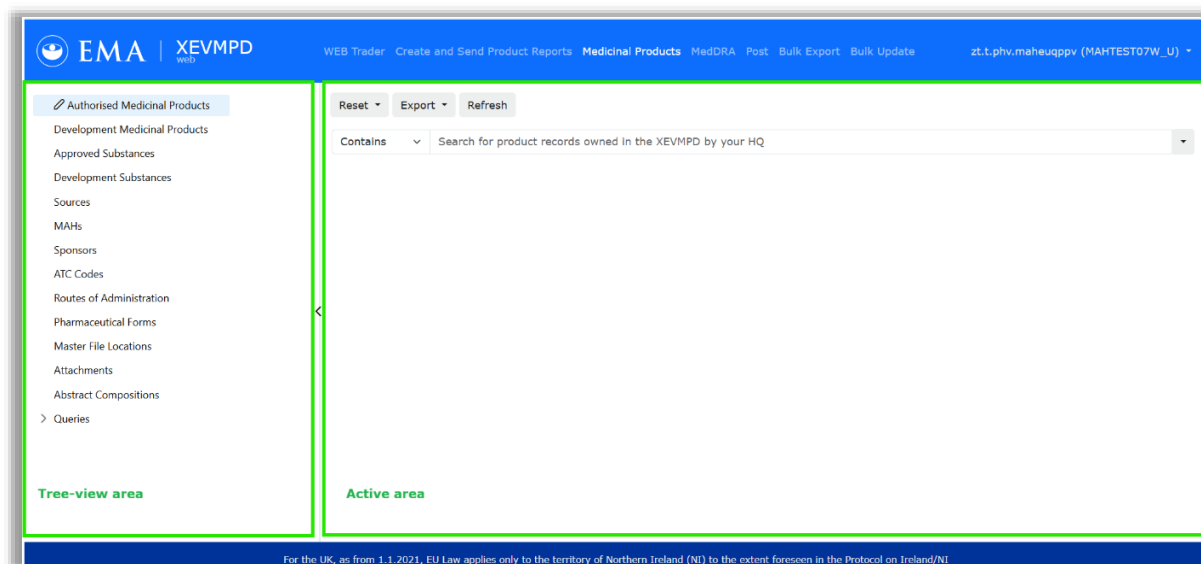 EMA | XEVMPD
web
WEB Trader Create and Send Product Reports Medicinal Products MedDRA Post Bulk Export Bulk Update zt.t.phv.maheuqppv (MAHTEST07W_U)
Authorised Medicinal Products
Development Medicinal Products
Approved Substances
Development Substances
Sources
MAHs
Sponsors
ATC Codes
Routes of Administration
Pharmaceutical Forms
Master File Locations
Attachments
Abstract Compositions
Queries
Tree-view area
Reset Export Refresh
Contains Search for product records owned in the XEVMPD by your HQ
Active area
For the UK, as from 1.1.2021, EU Law applies only to the territory of Northern Ireland (NI) to the extent foreseen in the Protocol on Ireland/NI